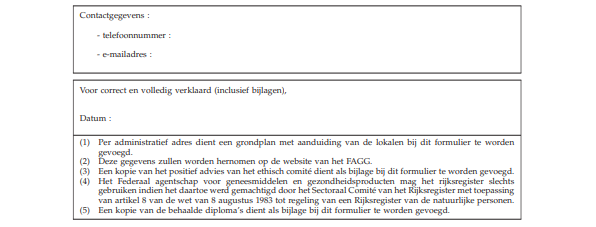 Contactgegevens :
- telefoonnummer :
- e-mailadres :
Voor correct en volledig verklaard (inclusief bijlagen),
Datum :
(1) Per administratief adres dient een grondplan met aanduiding van de lokalen bij dit formulier te worden
gevoegd.
(2) Deze gegevens zullen worden hernomen op de website van het FAGG.
(3) Een kopie van het positief advies van het ethisch comité dient als bijlage bij dit formulier te worden gevoegd.
(4) Het Federaal agentschap voor geneesmiddelen en gezondheidsproducten mag het rijksregister slechts
gebruiken indien het daartoe werd gemachtigd door het Sectoraal Comité van het Rijksregister met toepassing
van artikel 8 van de wet van 8 augustus 1983 tot regeling van een Rijksregister van de natuurlijke personen.
(5) Een kopie van de behaalde diploma's dient als bijlage bij dit formulier te worden gevoegd.